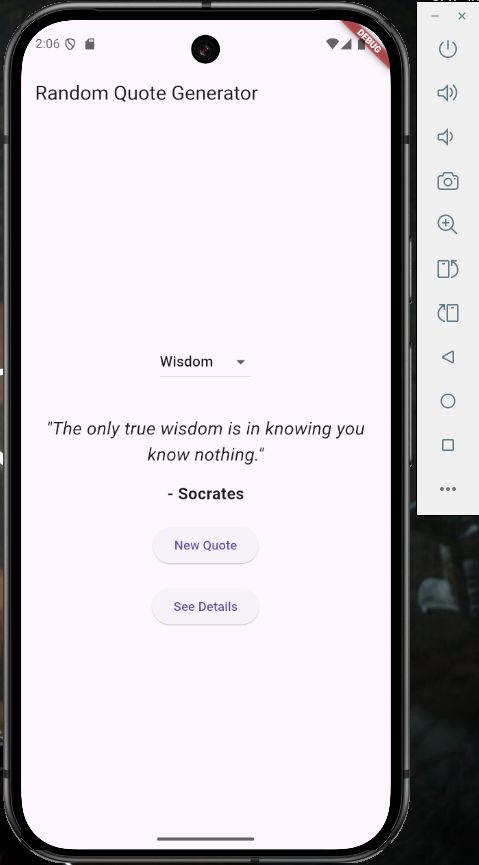 2:06
DEBUG
Random Quote Generator
Wisdom
"The only true wisdom is in knowing you
know nothing."
- Socrates
New Quote
See Details